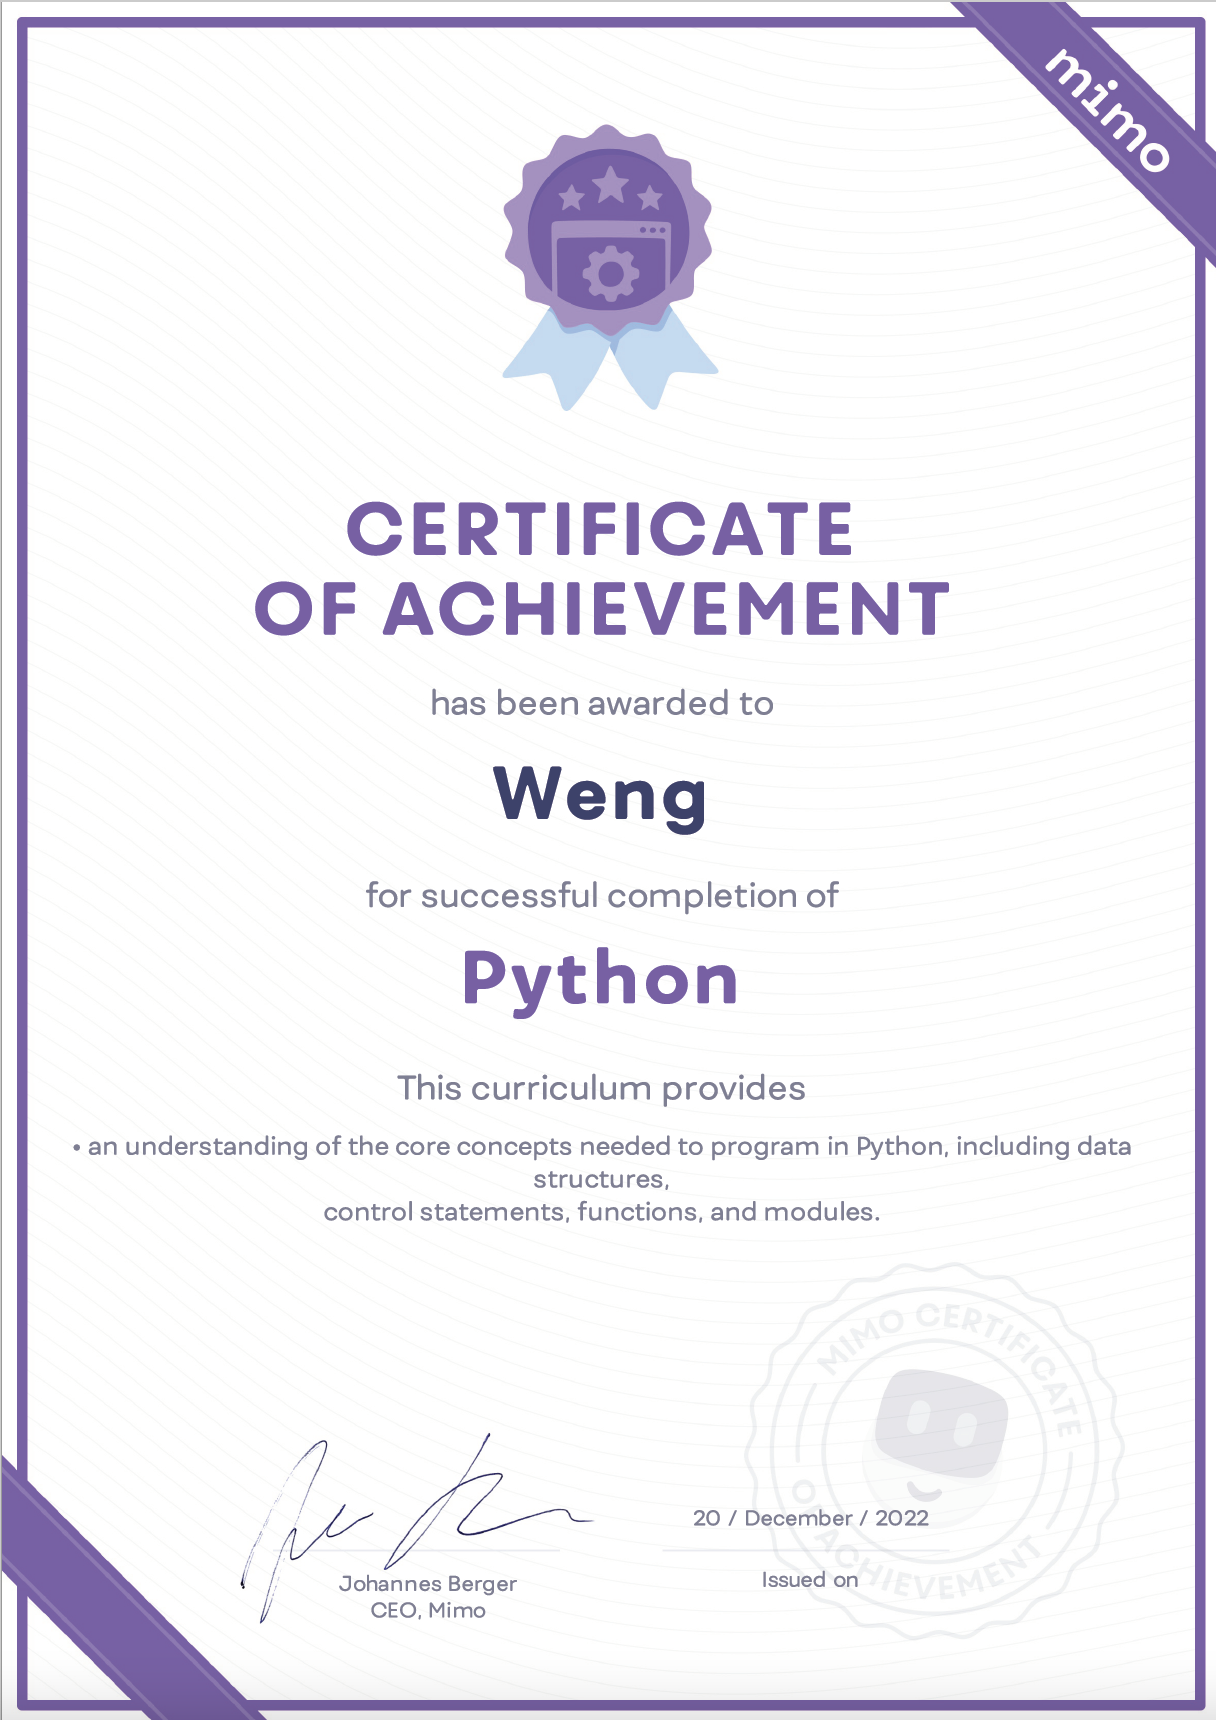 mimo
CERTIFICATE
OF ACHIEVEMENT
has been awarded to
Weng
for successful completion of
Python
This curriculum provides
• an understanding of the core concepts needed to program in Python, including data
structures,
control statements, functions, and modules.
MIMO CERTIFICATE
OF ACHIEVEMENT
20 / December / 2022
Issued on
Johannes Berger
CEO, Mimo